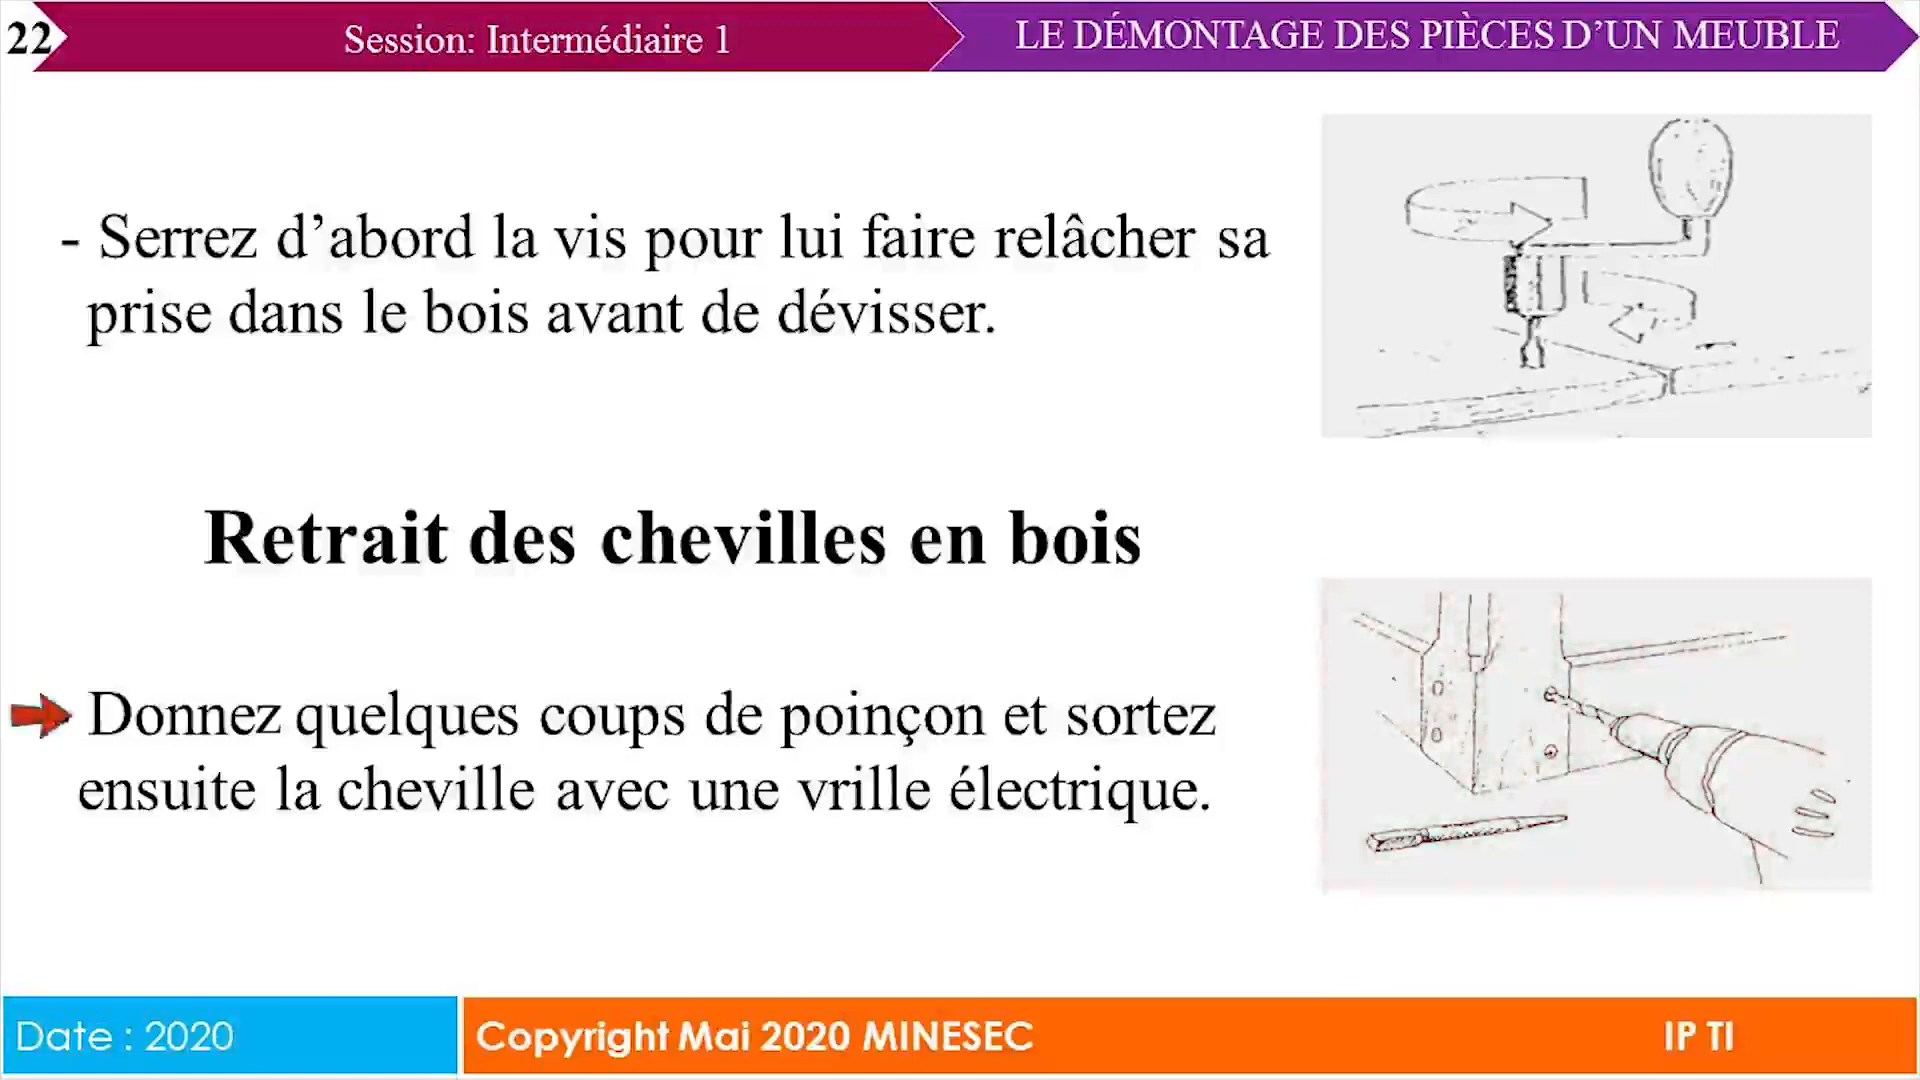 22
Session: Intermédiaire 1
LE DÉMONTAGE DES PIÈCES D’UN MEUBLE
- Serrez d’abord la vis pour lui faire relâcher sa
prise dans le bois avant de dévisser.
Retrait des chevilles en bois
Donnez quelques coups de poinçon et sortez
ensuite la cheville avec une vrille électrique.
Date : 2020
Copyright Mai 2020 MINESEC
IP TI